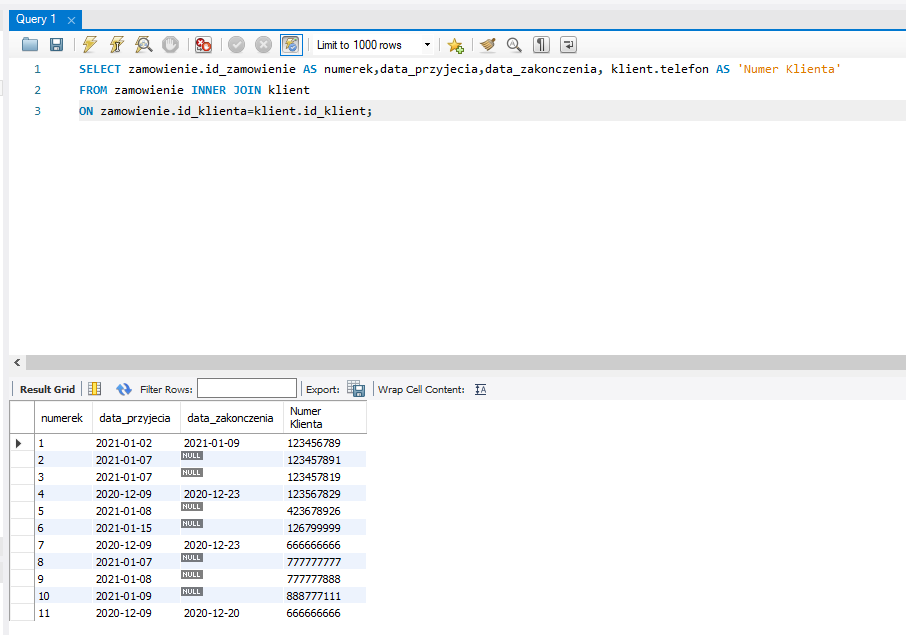 Query 1
Limit to 1000 rows
1 SELECT zamowienie.id_zamowienie AS numerek,data_przyjecia,data_zakonczenia, klient.telefon AS 'Numer Klienta'
2 FROM zamowienie INNER JOIN klient
3 ON zamowienie.id_klienta=klient.id_klient;
Result Grid Filter Rows: Export: Wrap Cell Content: IA
numerek data_przyjecia data_zakonczenia Numer Klienta
1 2021-01-02 2021-01-09 123456789
2 2021-01-07 NULL 123457891
3 2021-01-07 NULL 123457819
4 2020-12-09 2020-12-23 123567829
5 2021-01-08 NULL 423678926
6 2021-01-15 NULL 126799999
7 2020-12-09 2020-12-23 666666666
8 2021-01-07 NULL 777777777
9 2021-01-08 NULL 777777888
10 2021-01-09 NULL 888777111
11 2020-12-09 2020-12-20 666666666